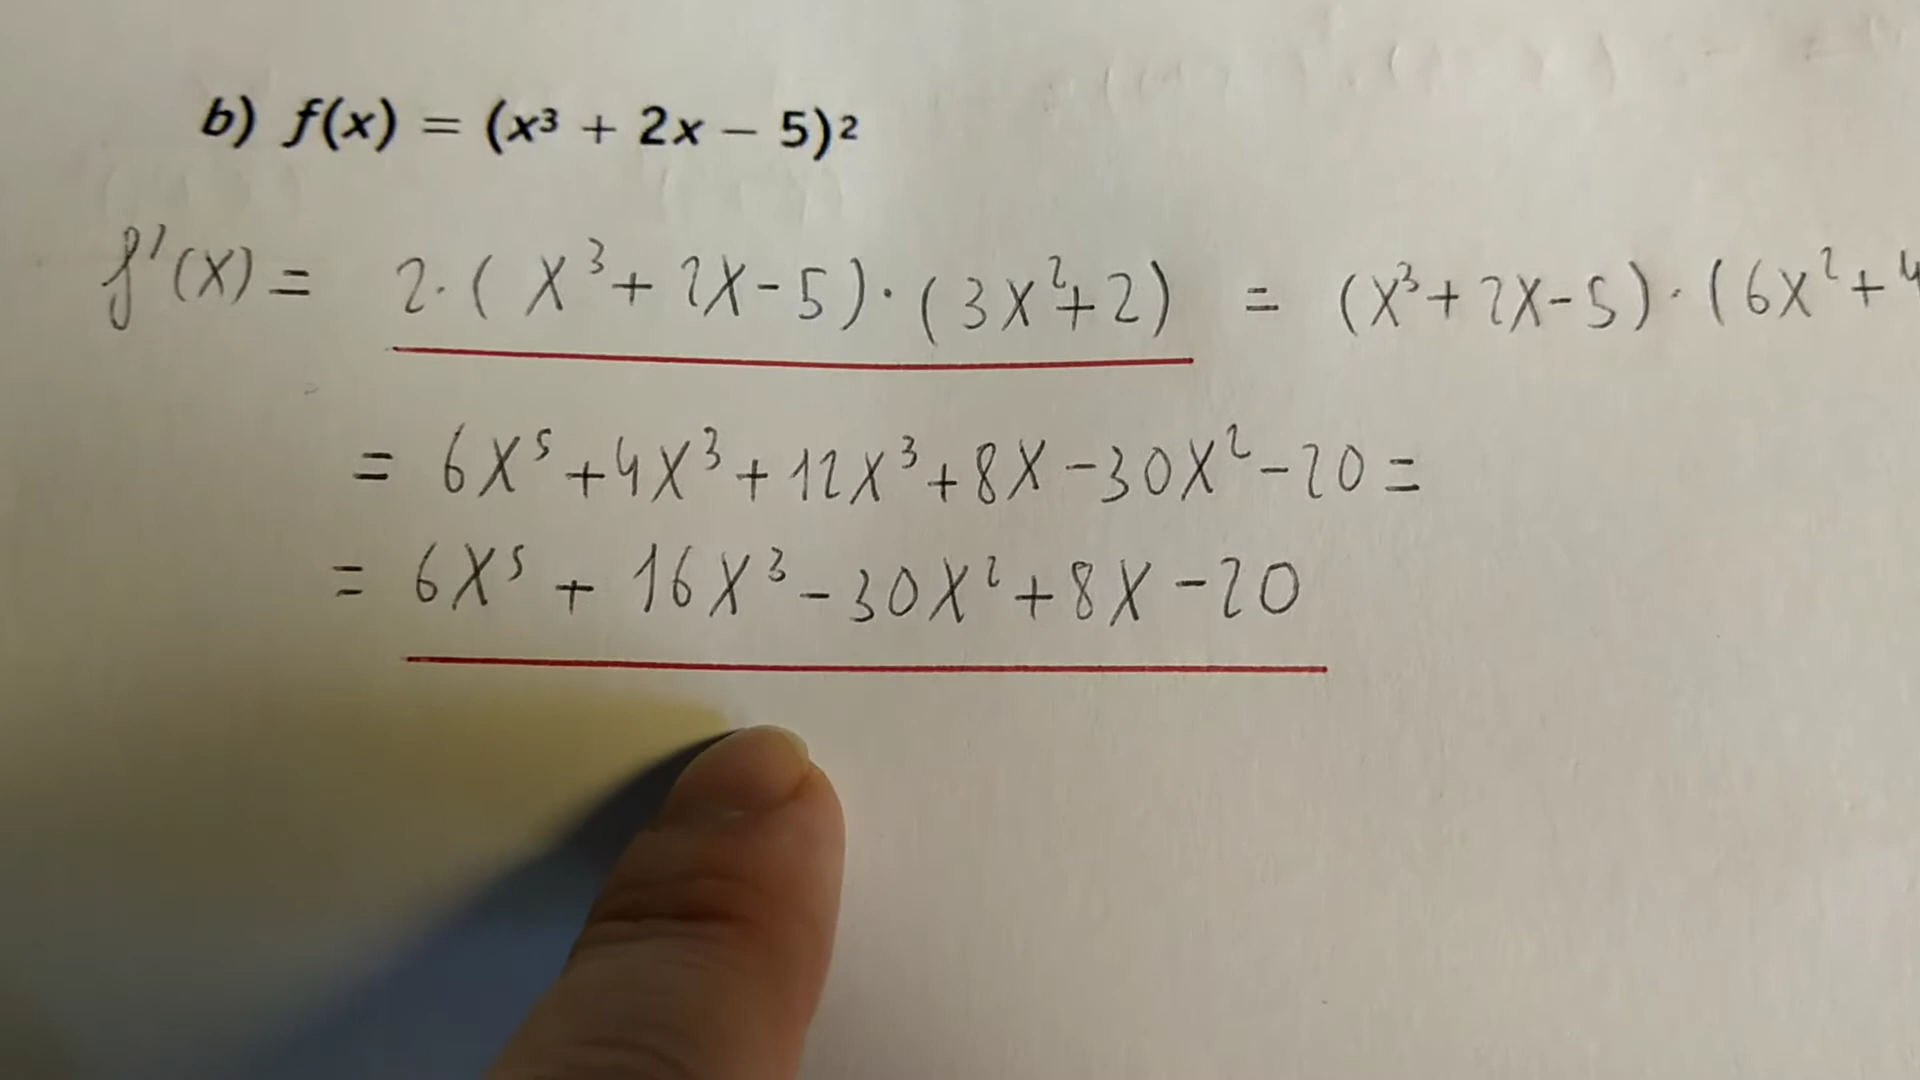 b) f(x) = (x³ + 2x – 5)²
f'(x) = 2·(x³+2x-5)·(3x²+2) = (x³+2x-5)·(6x²+4
= 6x⁵+4x³+12x³+8x-30x²-20=
= 6x⁵ + 16x³-30x²+8x-20